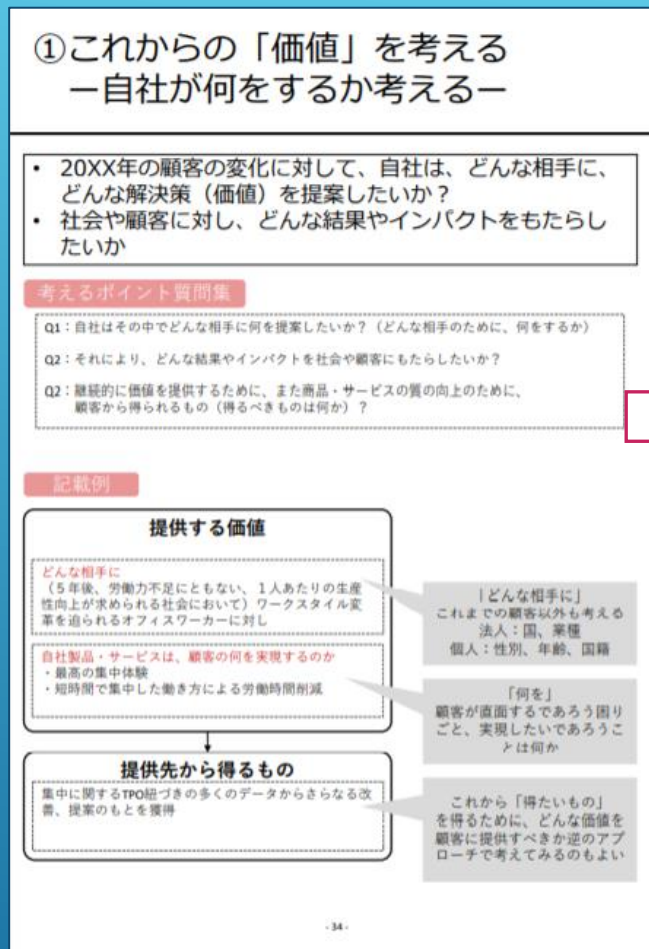 ①これからの「価値」を考える
ー自社が何をするか考えるー
• 20XX年の顧客の変化に対して、自社は、どんな相手に、
どんな解決策（価値）を提案したいか？
• 社会や顧客に対し、どんな結果やインパクトをもたらし
たいか
考えるポイント質問集
Q1：自社はその中でどんな相手に何を提案したいか？（どんな相手のために、何をするか）
Q2：それにより、どんな結果やインパクトを社会や顧客にもたらしたいか？
Q2：継続的に価値を提供するために、また商品・サービスの質の向上のために、
顧客から得られるもの（得るべきものは何か）？
記載例
提供する価値
どんな相手に
（５年後、労働力不足にともない、１人あたりの生産
性向上が求められる社会において）ワークスタイル変
革を迫られるオフィスワーカーに対し
自社製品・サービスは、顧客の何を実現するのか
・最高の集中体験
・短時間で集中した働き方による労働時間削減
「どんな相手に」
これまでの顧客以外も考える
法人：国、業種
個人：性別、年齢、国籍
「何を」
顧客が直面するであろう困り
ごと、実現したいであろうこ
とは何か
提供先から得るもの
集中に関するTPO紐づきの多くのデータからさらなる改
善、提案のもとを獲得
これから「得たいもの」
を得るために、どんな価値を
顧客に提供すべきか逆のアプ
ローチで考えてみるのもよい
- 34 -